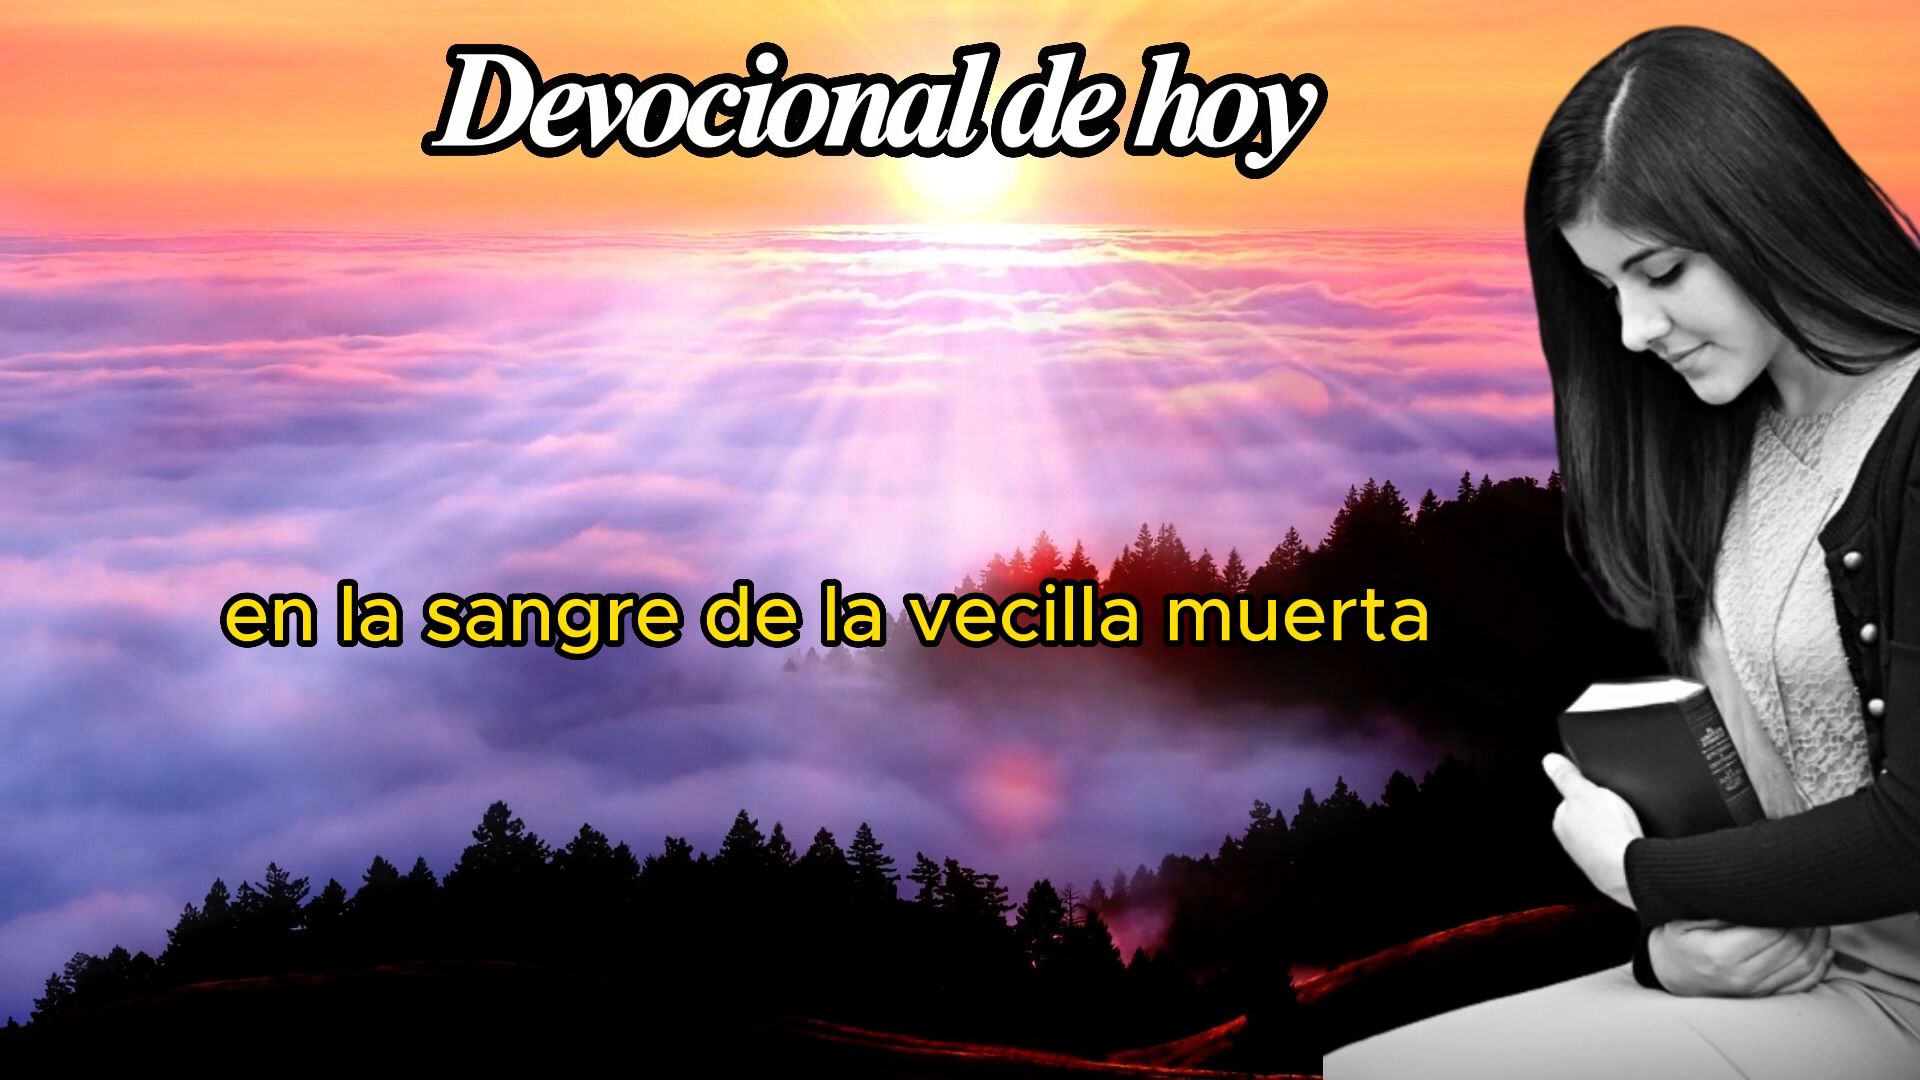 Devocional de hoy
en la sangre de la vecilla muerta